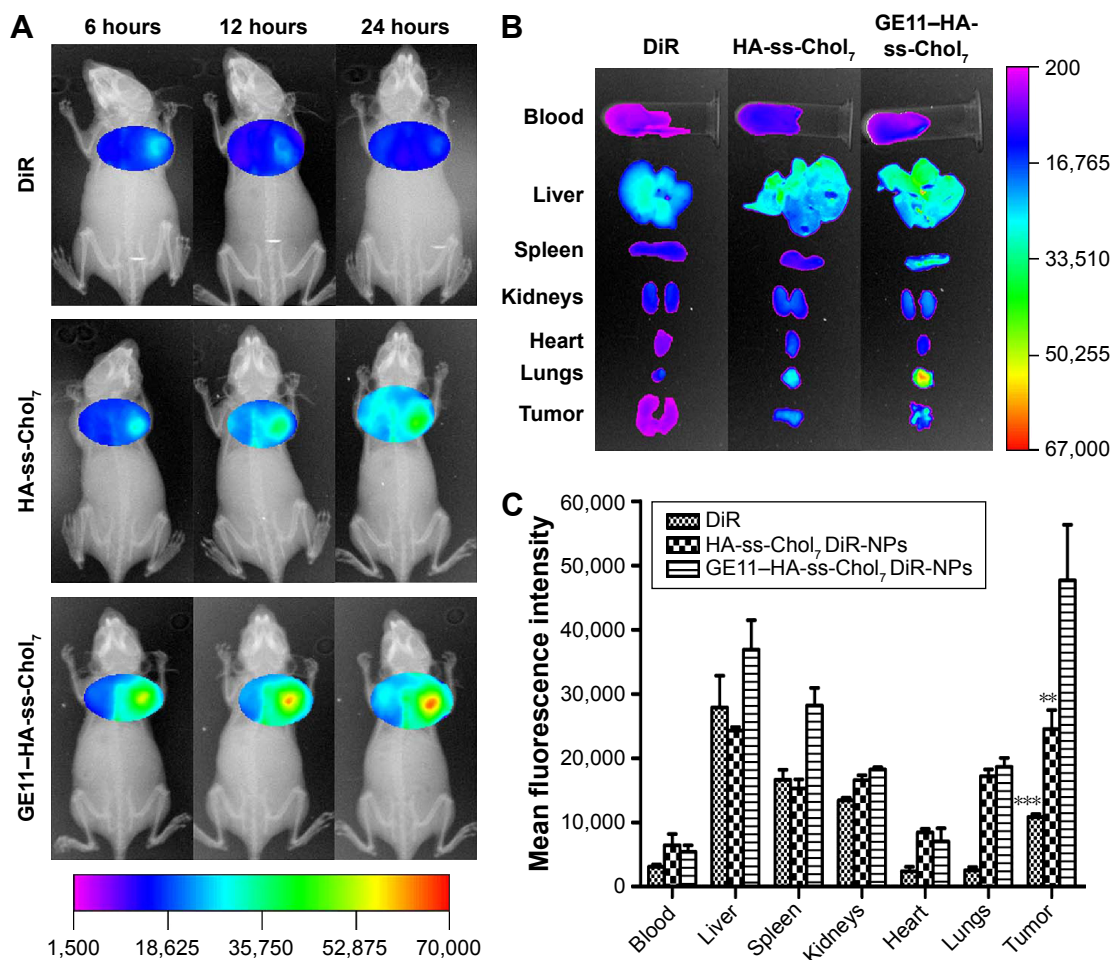 A
6 hours 12 hours 24 hours
DiR
HA-ss-Chol₇
GE11–HA-ss-Chol₇
1,500 18,625 35,750 52,875 70,000
B
DiR HA-ss-Chol₇ GE11–HA-ss-Chol₇
Blood
Liver
Spleen
Kidneys
Heart
Lungs
Tumor
200
16,765
33,510
50,255
67,000
C
Mean fluorescence intensity
60,000
50,000
40,000
30,000
20,000
10,000
0
DiR
HA-ss-Chol₇ DiR-NPs
GE11–HA-ss-Chol₇ DiR-NPs
**
***
Blood Liver Spleen Kidneys Heart Lungs Tumor